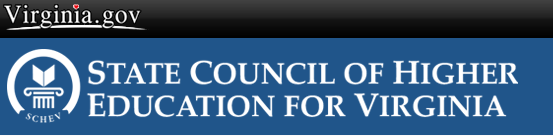 Virginia.gov
STATE COUNCIL OF HIGHER
EDUCATION FOR VIRGINIA
SCHEV